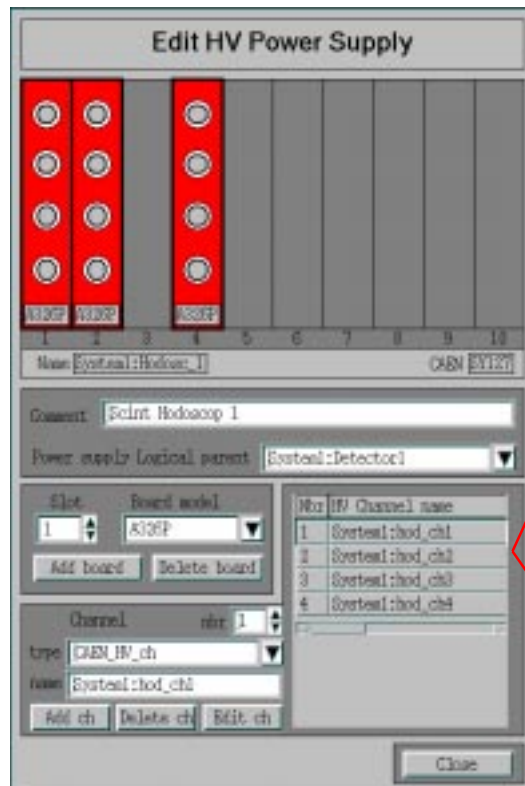 Edit HV Power Supply
A326P A326P A326P
1 2 3 4 5 6 7 8 9 10
Name System1:Hodosc_1 CAEN SY127
Comment Scint Hodoscop 1
Power supply Logical parent System1:Detector1
Slot Board model
1 A326P
Add board Delete board
Channel nbr 1
type CAEN_HV_ch
name System1:hod_ch1
Add ch Delete ch Edit ch
Nbr HV Channel name
1 System1:hod_ch1
2 System1:hod_ch2
3 System1:hod_ch3
4 System1:hod_ch4
Close